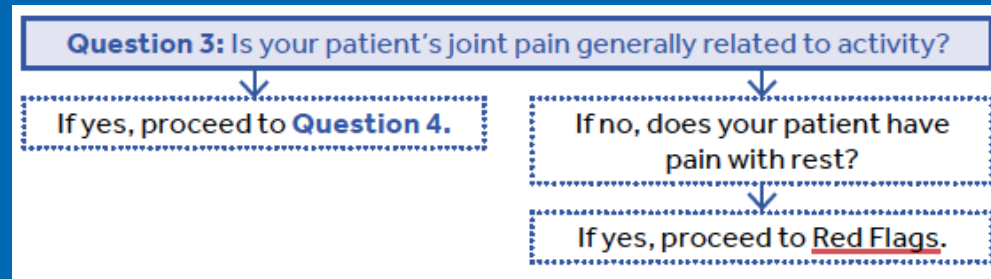 Question 3: Is your patient's joint pain generally related to activity?
If yes, proceed to Question 4.
If no, does your patient have
pain with rest?
If yes, proceed to Red Flags.